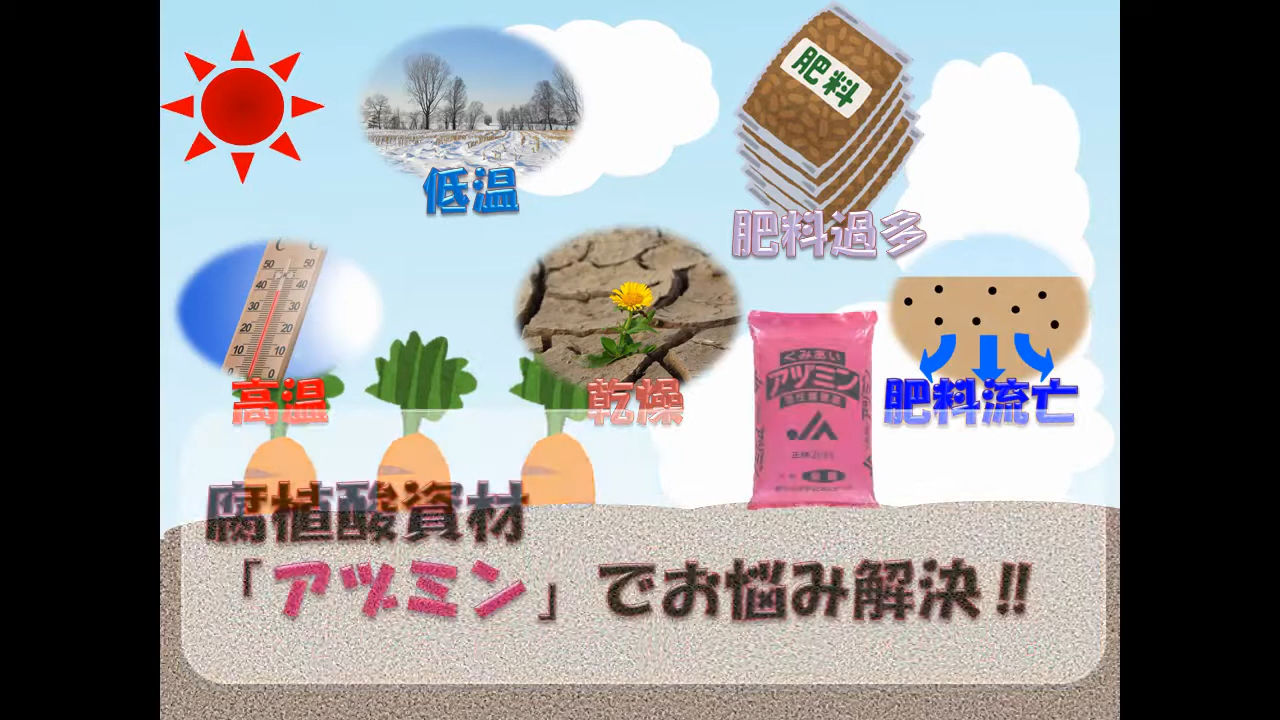 低温
肥料
肥料過多
高温
乾燥
肥料流亡
くみあい
アヅミン
JA
腐植酸資材
「アヅミン」でお悩み解決!!